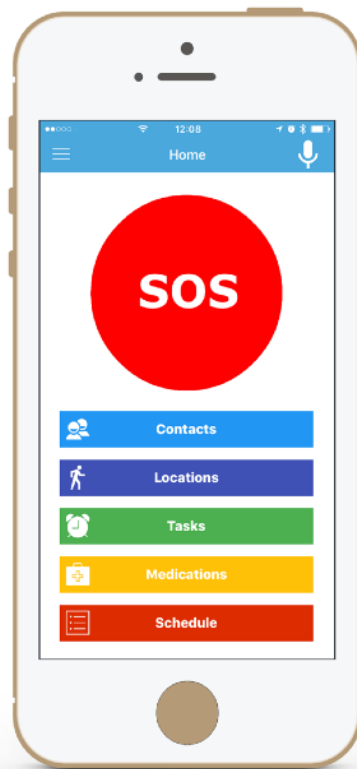 12:08
Home
SOS
Contacts
Locations
Tasks
Medications
Schedule